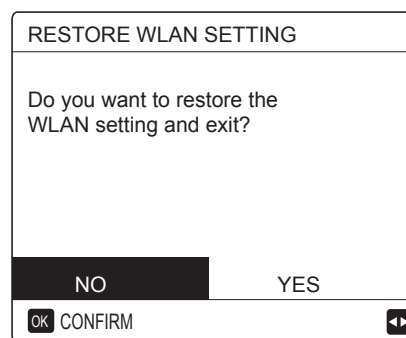 RESTORE WLAN SETTING
Do you want to restore the
WLAN setting and exit?
NO YES
OK CONFIRM